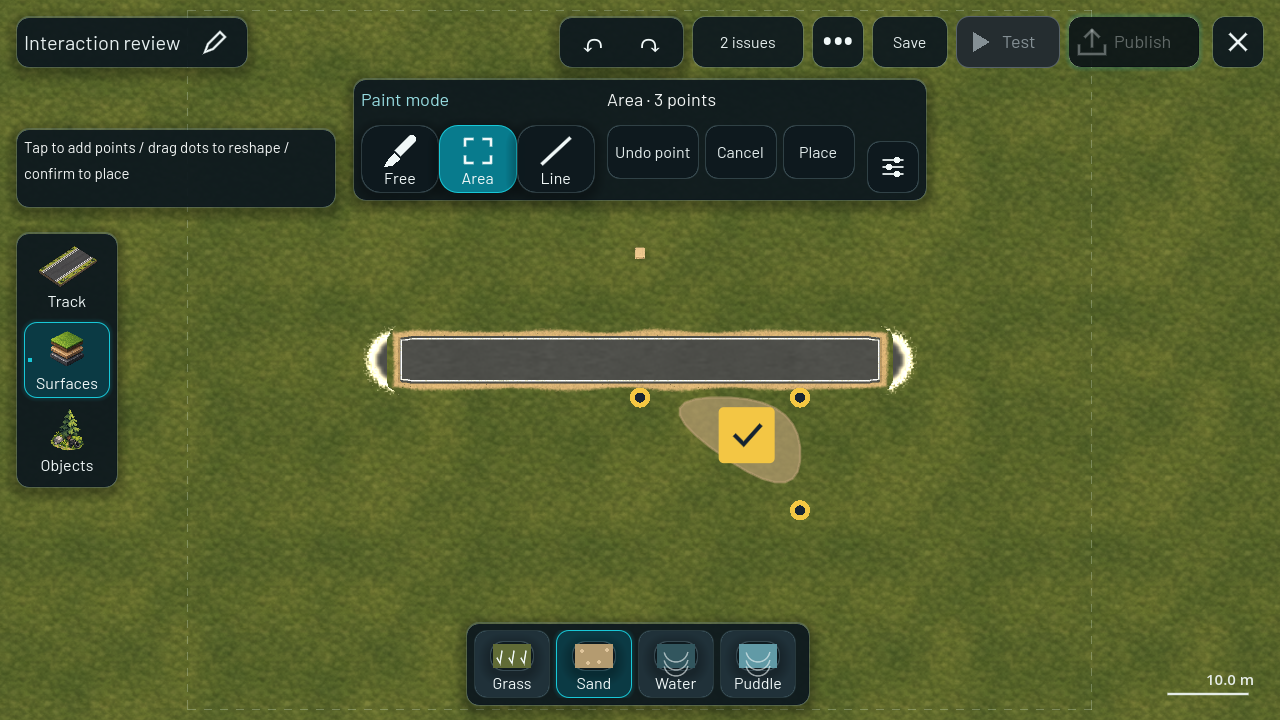 Interaction review
2 issues
Save
Test
Publish
Paint mode
Area · 3 points
Free
Area
Line
Undo point
Cancel
Place
Tap to add points / drag dots to reshape /
confirm to place
Track
Surfaces
Objects
Grass
Sand
Water
Puddle
10.0 m